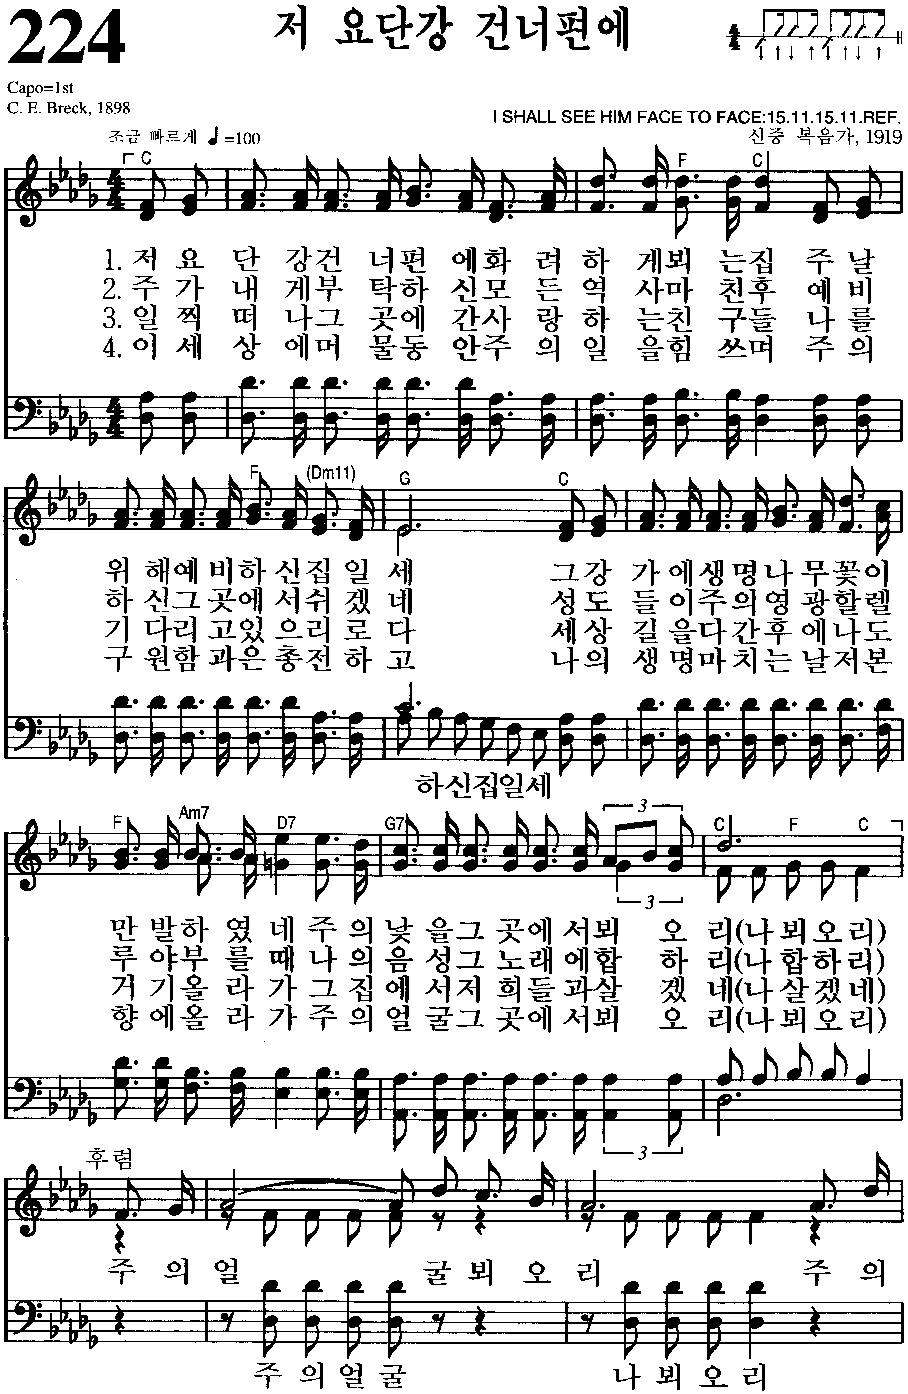 224
저 요단강 건너편에
Capo=1st
C. E. Breck, 1898
I SHALL SEE HIM FACE TO FACE:15.11.15.11.REF.
조금 빠르게 ♩=100
신중 복음가, 1919
C F C
1. 저 요 단 강건 너편 에화 려 하 게뵈 는집 주 날
2. 주 가 내 게부 탁하 신모 든 역 사마 친후 예 비
3. 일 찍 떠 나그 곳에 간사 랑 하 는친 구들 나 를
4. 이 세 상 에머 물동 안주 의 일 을힘 쓰며 주 의
F (Dm11) G C
위 해예 비하 신집 일 세 그강 가 에생 명나 무꽃이
하 신그 곳에 서쉬 겠 네 성도 들 이주 의영 광할렐
기 다리 고있 으리 로 다 세상 길 을다 간후 에나도
구 원함 과은 총전 하 고 나의 생 명마 치는 날저본
하신집일세
F Am7 D7 G7 3 C F C
3
만 발하 였 네 주 의 낯 을그 곳에 서뵈 오 리(나뵈오리)
루 야부 를 때 나 의 음 성그 노래 에합 하 리(나합하리)
거 기올 라 가 그 집 에 서저 희들 과살 겠 네(나살겠네)
향 에올 라 가 주 의 얼 굴그 곳에 서뵈 오 리(나뵈오리)
3
후렴
주 의 얼 굴 뵈 오 리 주 의
주 의얼 굴 나 뵈 오 리